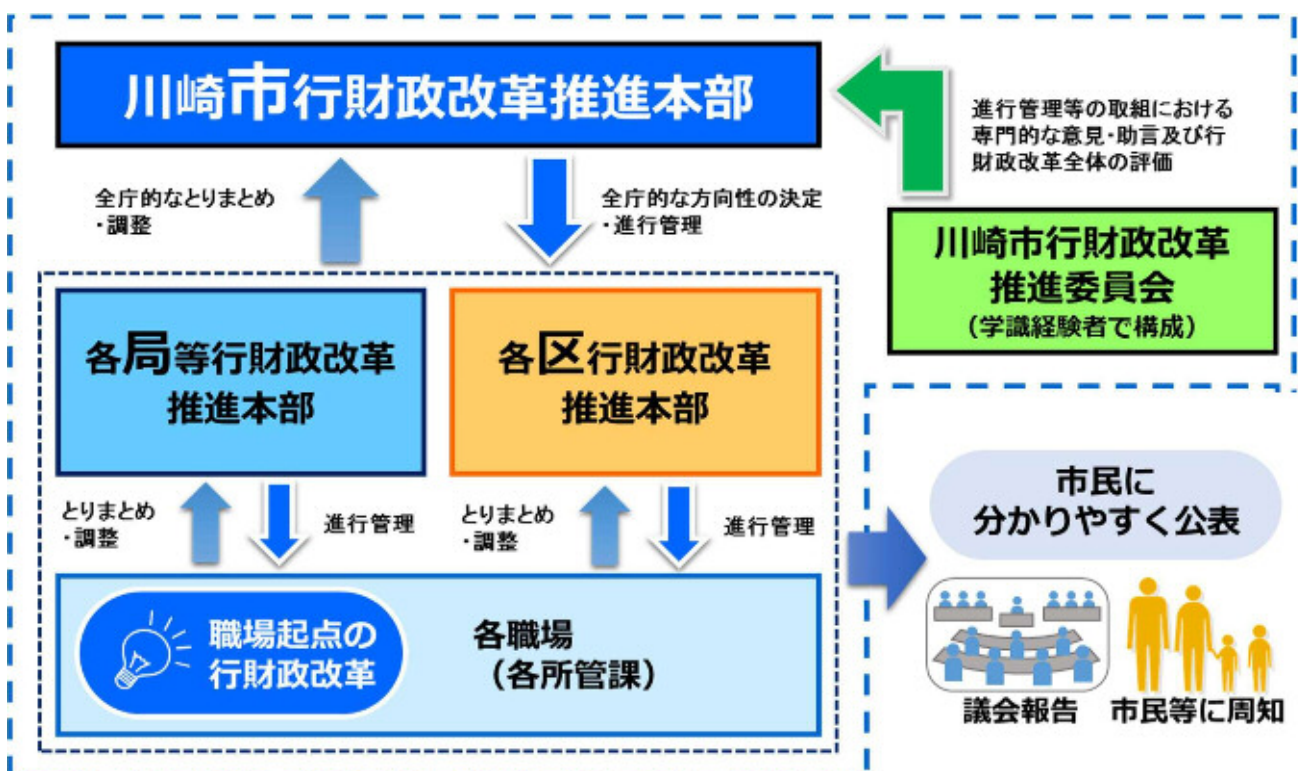 川崎市行財政改革推進本部
進行管理等の取組における
専門的な意見・助言及び行
財政改革全体の評価
全庁的なとりまとめ
・調整
全庁的な方向性の決定
・進行管理
川崎市行財政改革
推進委員会
（学識経験者で構成）
各局等行財政改革
推進本部
各区行財政改革
推進本部
とりまとめ
・調整
進行管理
とりまとめ
・調整
進行管理
職場起点の
行財政改革
各職場
（各所管課）
市民に
分かりやすく公表
議会報告
市民等に周知